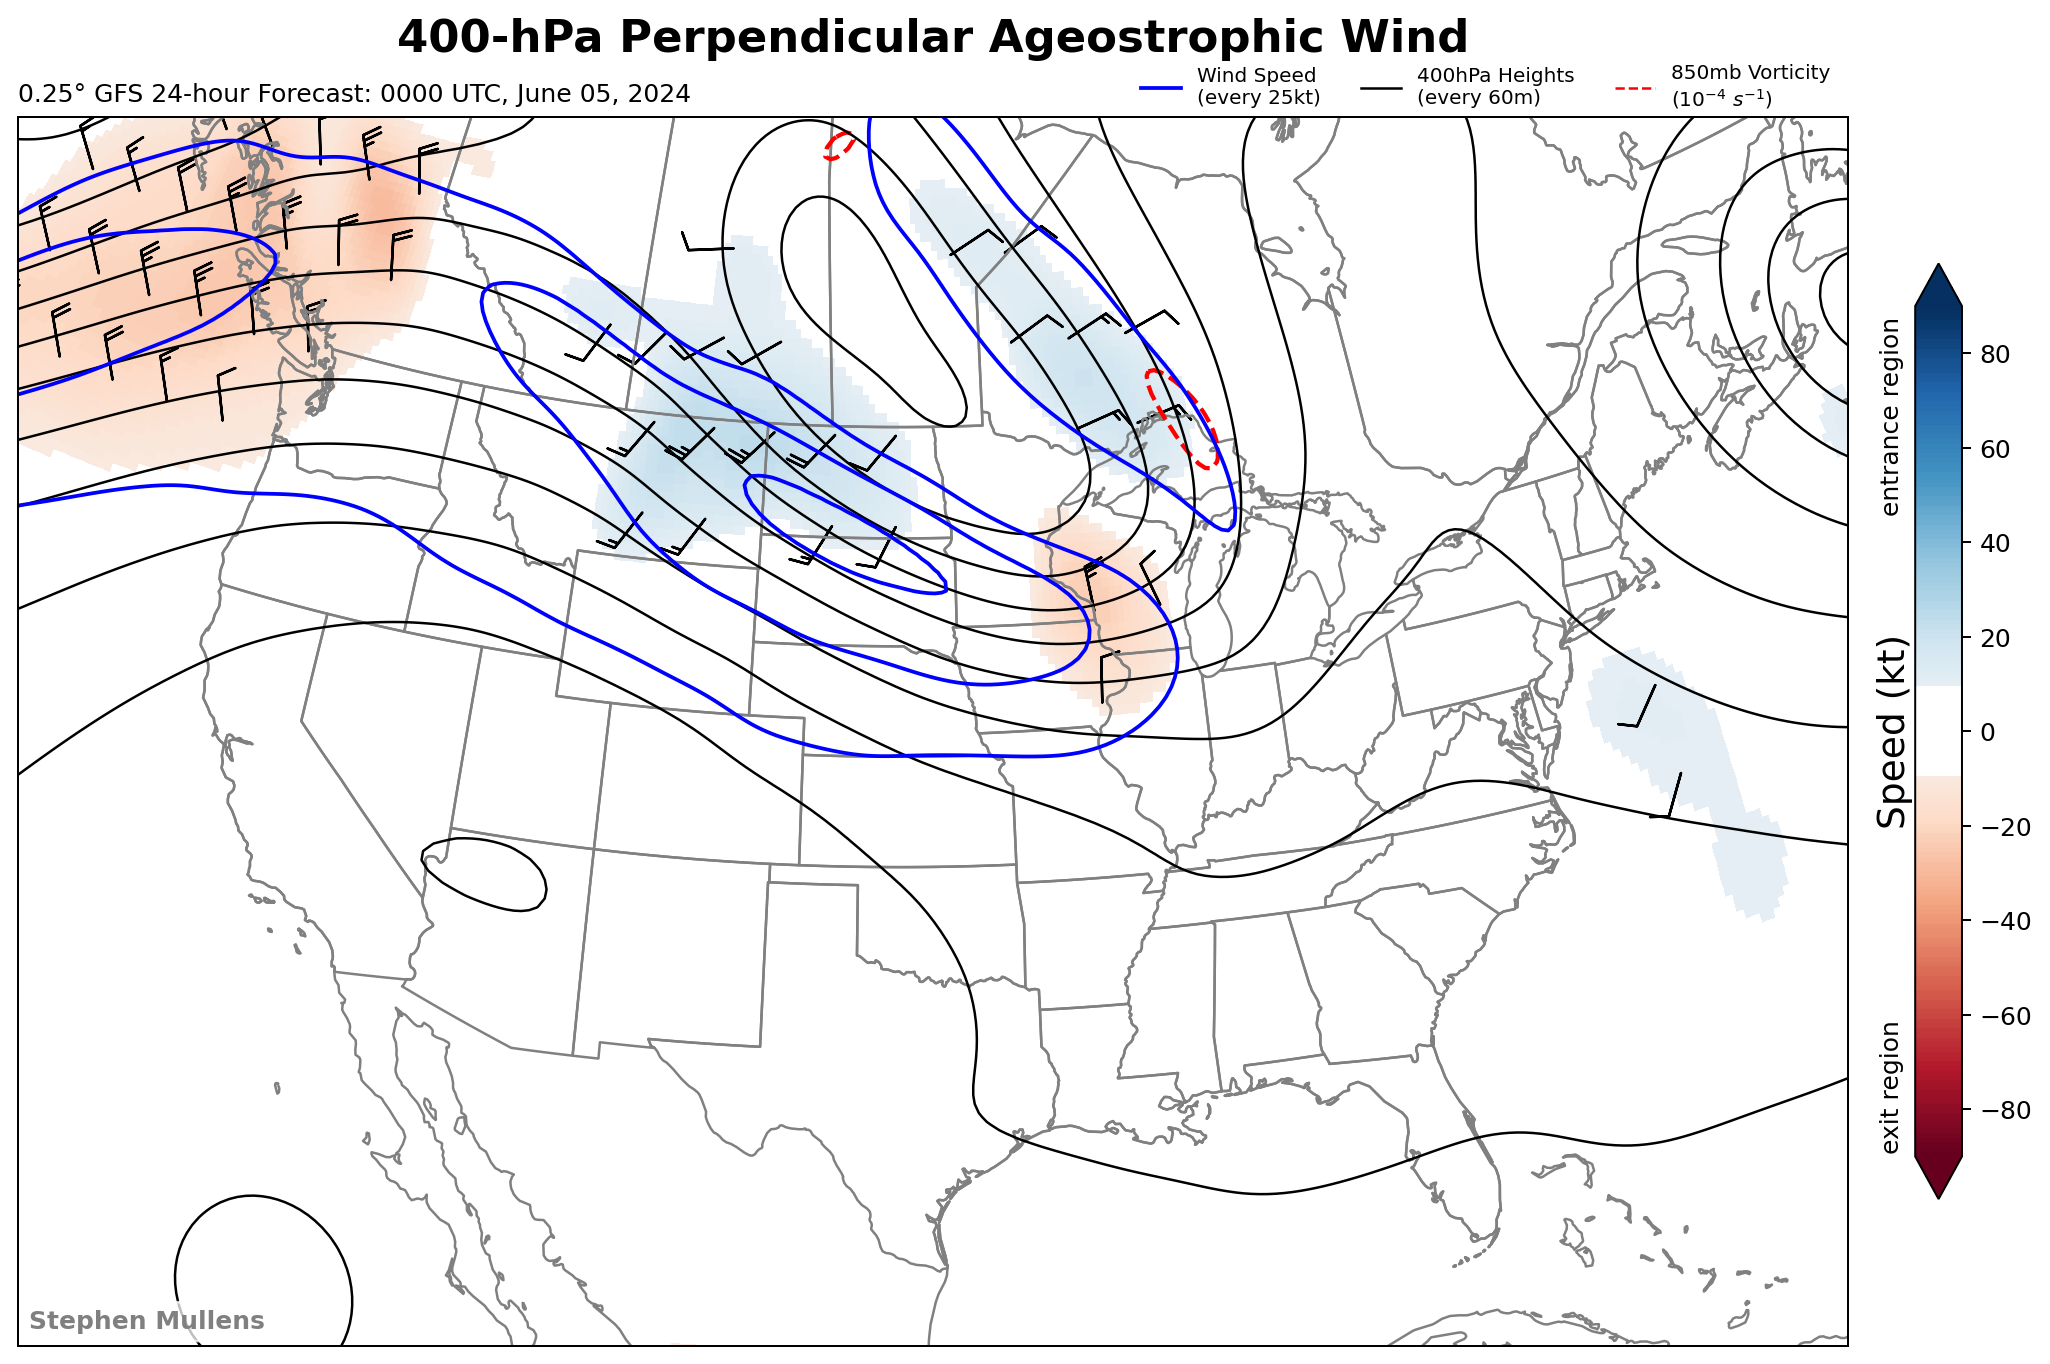 400-hPa Perpendicular Ageostrophic Wind
0.25° GFS 24-hour Forecast: 0000 UTC, June 05, 2024
Wind Speed
(every 25kt)
400hPa Heights
(every 60m)
850mb Vorticity
(10⁻⁴ s⁻¹)
entrance region
Speed (kt)
exit region
80
60
40
20
0
−20
−40
−60
−80
Stephen Mullens